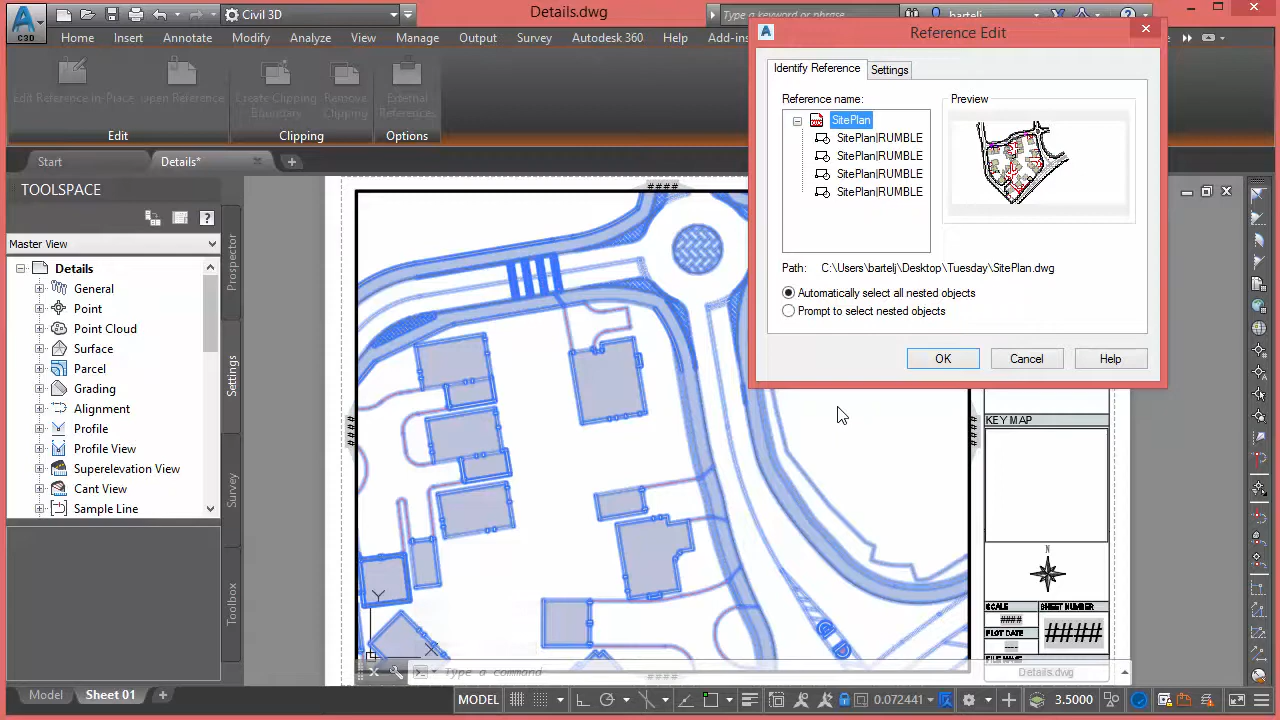 Civil 3D
Details.dwg
Type a keyword or phrase
bartelj
C3D
Home Insert Annotate Modify Analyze View Manage Output Survey Autodesk 360 Help Add-ins
Edit Reference In-Place
Open Reference
Create Clipping Boundary
Remove Clipping
External References
Edit
Clipping
Options
Start
Details*
TOOLSPACE
Master View
Details
General
Point
Point Cloud
Surface
Parcel
Grading
Alignment
Profile
Profile View
Superelevation View
Cant View
Sample Line
Prospector
Settings
Survey
Toolbox
Reference Edit
Identify Reference
Settings
Reference name:
Preview
SitePlan
SitePlan|RUMBLE
SitePlan|RUMBLE
SitePlan|RUMBLE
SitePlan|RUMBLE
Path: C:\Users\bartelj\Desktop\Tuesday\SitePlan.dwg
Automatically select all nested objects
Prompt to select nested objects
OK
Cancel
Help
####
####
####
####
KEY MAP
N
SCALE
####
SHEET NUMBER
####
PLOT DATE
----
Details.dwg
Y
X
Type a command
Model
Sheet 01
MODEL
0.072441
3.5000